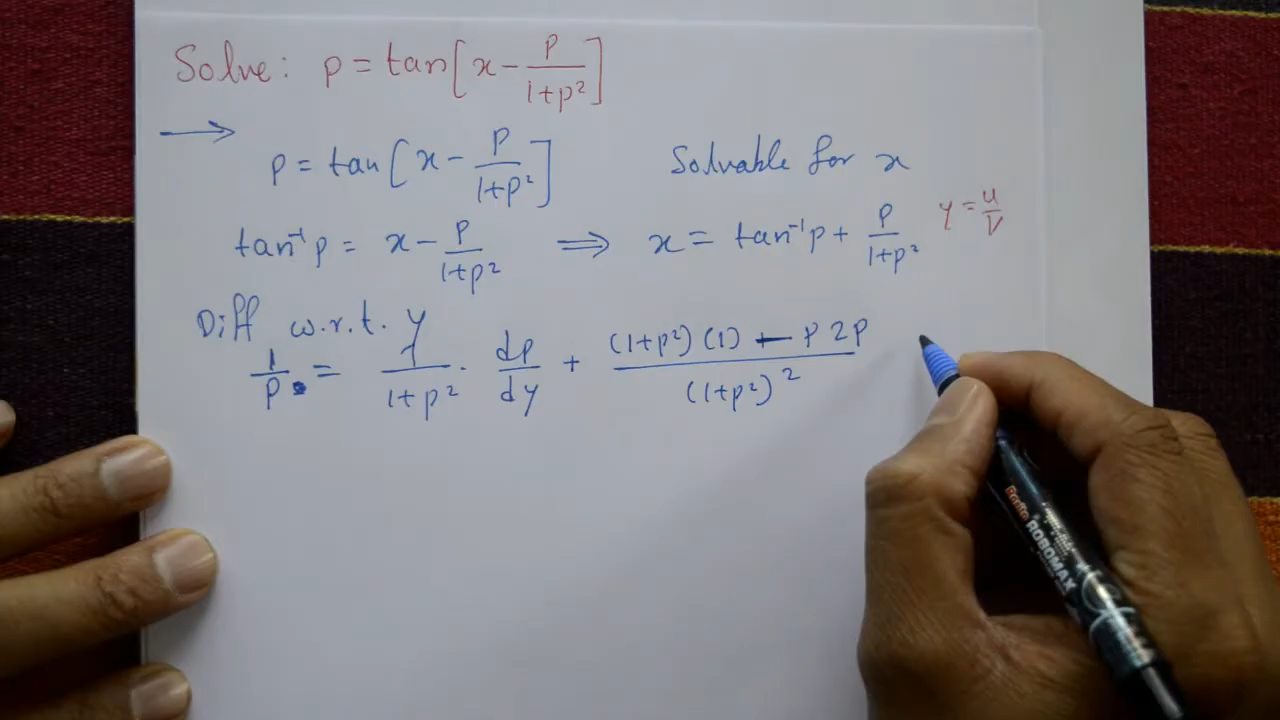 Solve: p = tan[x - p/(1+p²)]
p = tan[x - p/(1+p²)] Solvable for x
tan⁻¹p = x - p/(1+p²) ⟹ x = tan⁻¹p + p/(1+p²) y = u/v
Diff w.r.t. y
1/p = 1/(1+p²) · dp/dy + ((1+p²)(1) - p 2p)/(1+p²)²
ROBOMAX